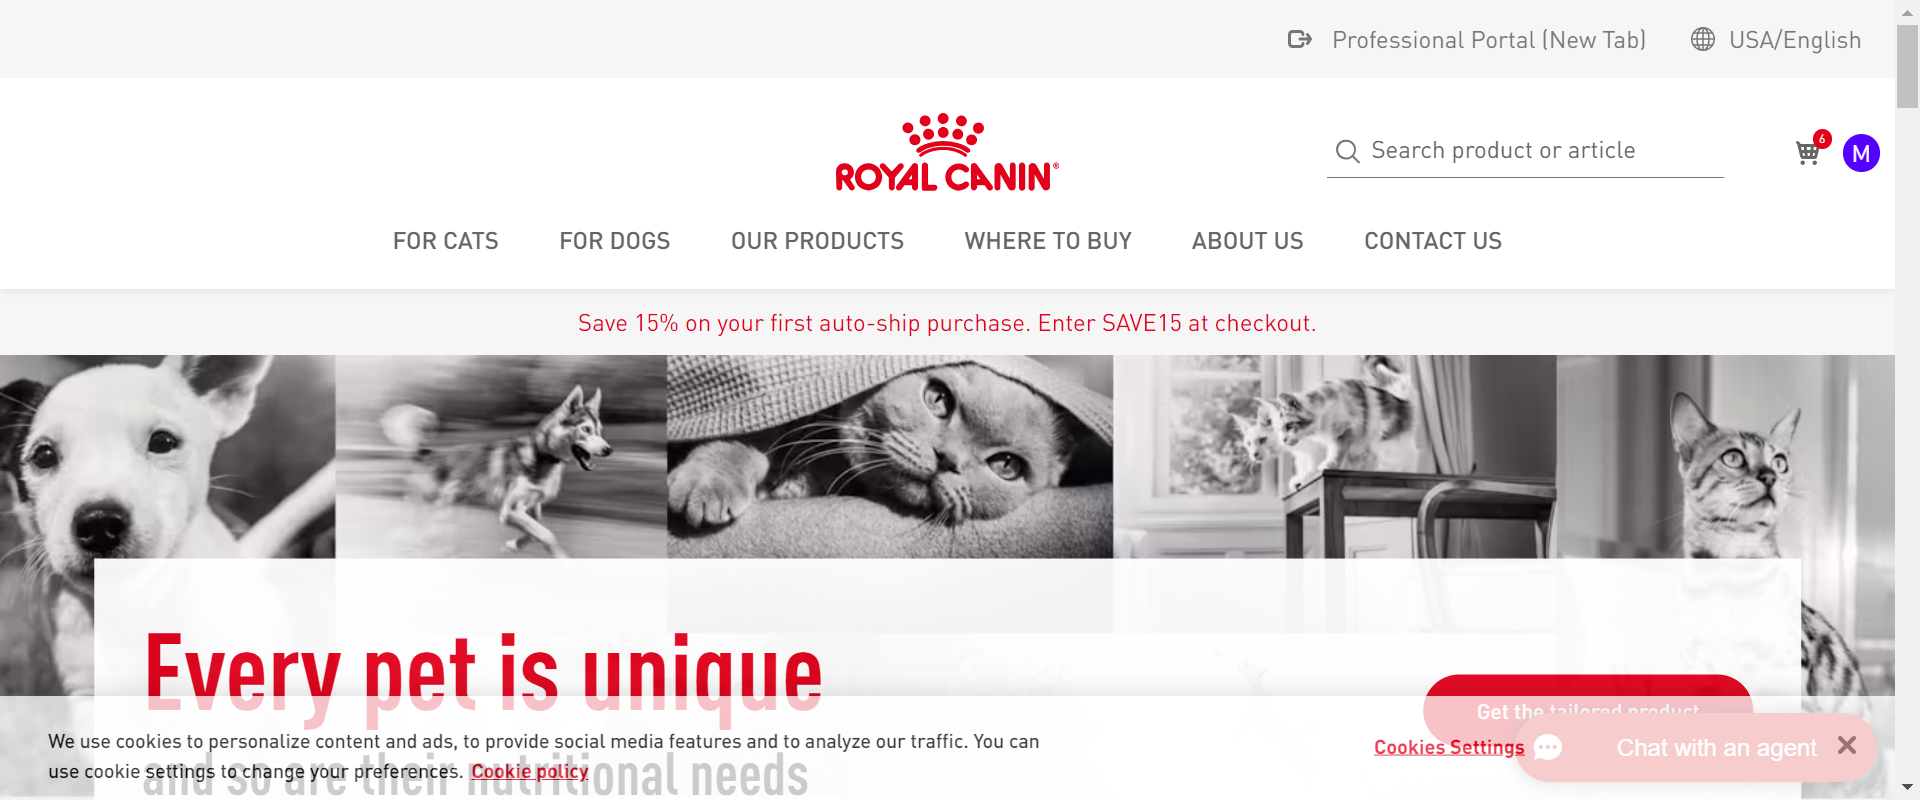 Professional Portal (New Tab)
USA/English
ROYAL CANIN®
Search product or article
6
M
FOR CATS
FOR DOGS
OUR PRODUCTS
WHERE TO BUY
ABOUT US
CONTACT US
Save 15% on your first auto-ship purchase. Enter SAVE15 at checkout.
Every pet is unique
and so are their nutritional needs
Get the tailored product
We use cookies to personalize content and ads, to provide social media features and to analyze our traffic. You can
use cookie settings to change your preferences. Cookie policy
Cookies Settings
Chat with an agent